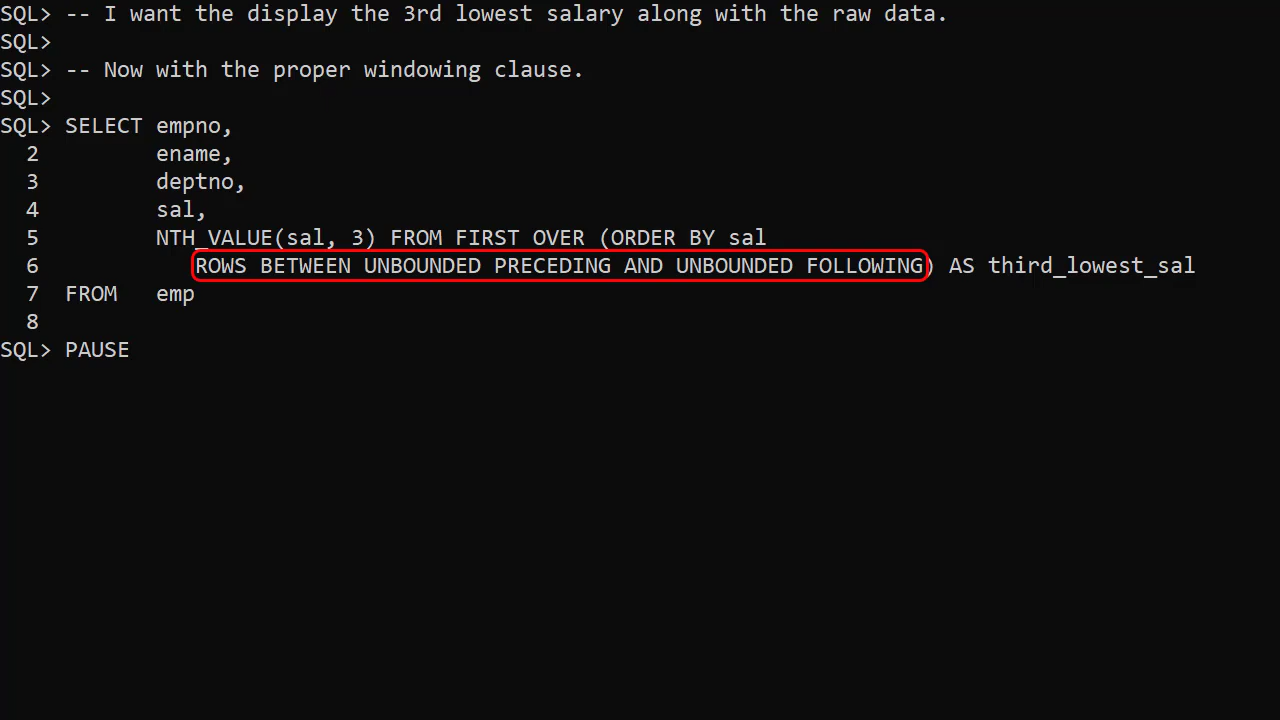 SQL> -- I want the display the 3rd lowest salary along with the raw data.
SQL>
SQL> -- Now with the proper windowing clause.
SQL>
SQL> SELECT empno,
  2         ename,
  3         deptno,
  4         sal,
  5         NTH_VALUE(sal, 3) FROM FIRST OVER (ORDER BY sal
  6            ROWS BETWEEN UNBOUNDED PRECEDING AND UNBOUNDED FOLLOWING) AS third_lowest_sal
  7  FROM   emp
  8
SQL> PAUSE